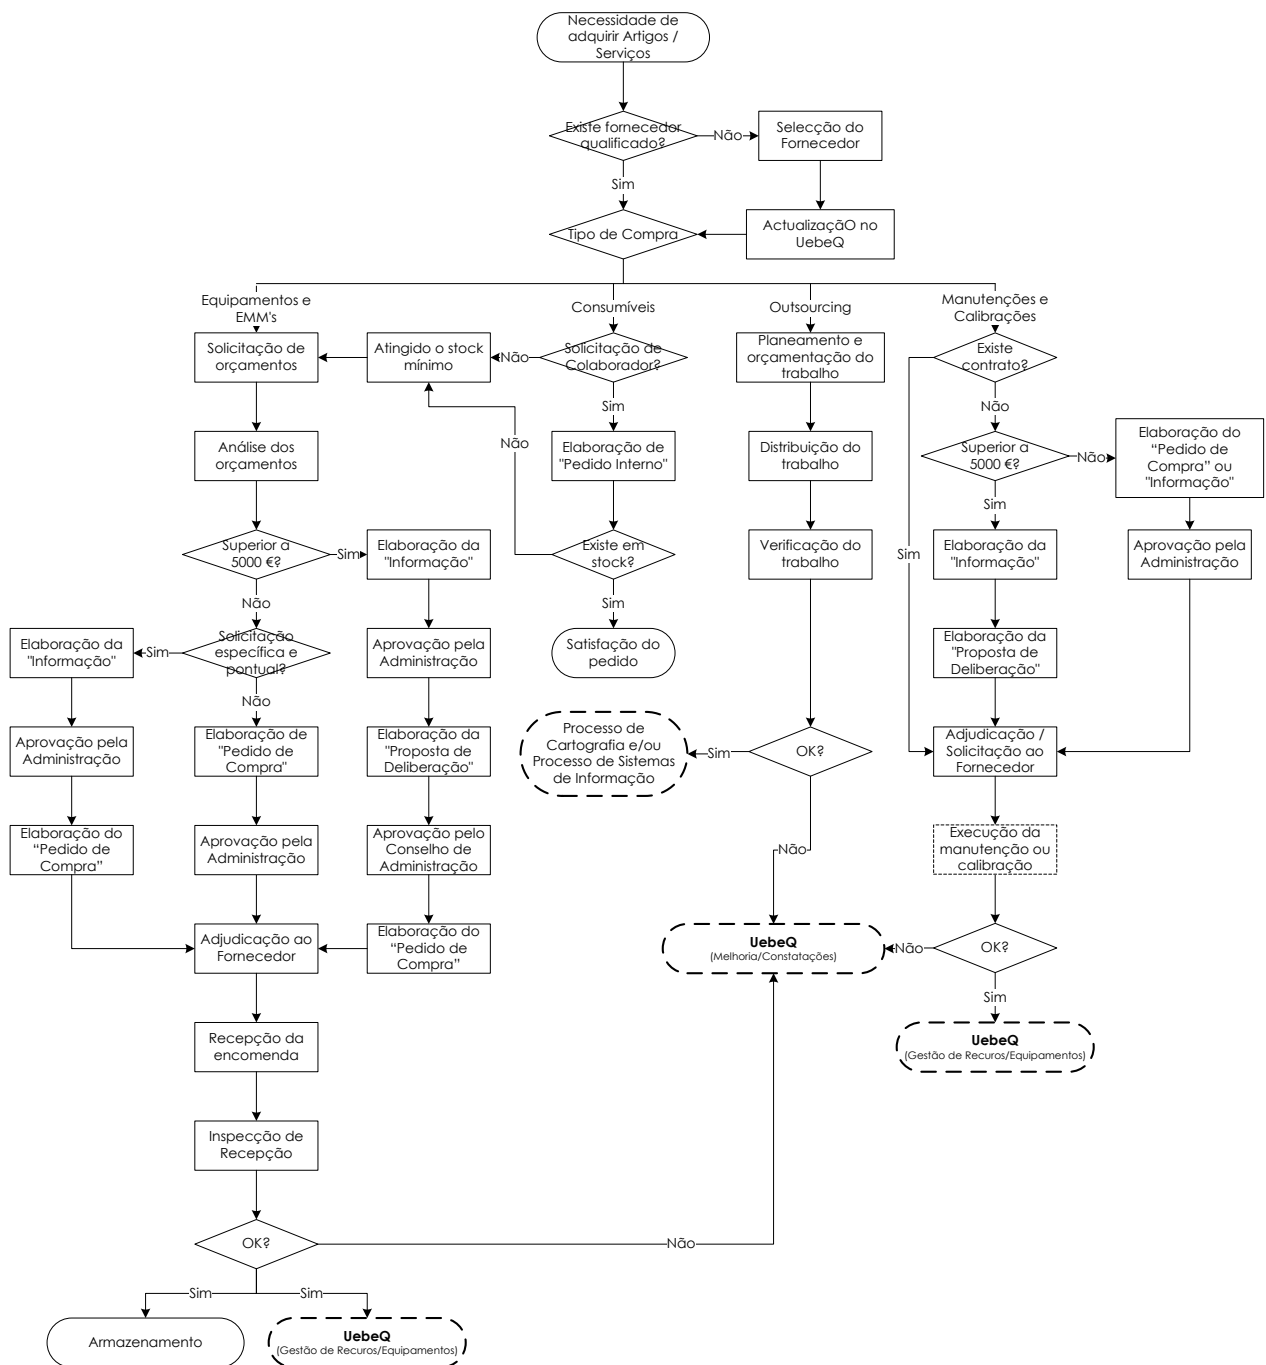 Necessidade de
adquirir Artigos /
Serviços
Existe fornecedor
qualificado?
Não
Selecção do
Fornecedor
Sim
Tipo de Compra
ActualizaçãO no
UebeQ
Equipamentos e
EMM's
Consumíveis
Outsourcing
Manutenções e
Calibrações
Solicitação de
orçamentos
Atingido o stock
mínimo
Não
Solicitação de
Colaborador?
Planeamento e
orçamentação do
trabalho
Existe
contrato?
Sim
Não
Análise dos
orçamentos
Não
Elaboração de
"Pedido Interno"
Distribuição do
trabalho
Superior a
5000 €?
Não
Elaboração do
“Pedido de
Compra” ou
"Informação"
Sim
Superior a
5000 €?
Sim
Elaboração da
"Informação"
Existe em
stock?
Verificação do
trabalho
Sim
Elaboração da
"Informação"
Aprovação pela
Administração
Não
Sim
Elaboração da
"Informação"
Sim
Solicitação
específica e
pontual?
Aprovação pela
Administração
Satisfação do
pedido
Elaboração da
"Proposta de
Deliberação"
Não
Aprovação pela
Administração
Elaboração de
"Pedido de
Compra"
Elaboração da
"Proposta de
Deliberação"
Processo de
Cartografia e/ou
Processo de Sistemas
de Informação
Sim
OK?
Adjudicação /
Solicitação ao
Fornecedor
Elaboração do
“Pedido de
Compra”
Aprovação pela
Administração
Aprovação pelo
Conselho de
Administração
Não
Execução da
manutenção ou
calibração
Adjudicação ao
Fornecedor
Elaboração do
“Pedido de
Compra”
UebeQ
(Melhoria/Constatações)
Não
OK?
Sim
Recepção da
encomenda
UebeQ
(Gestão de Recuros/Equipamentos)
Inspecção de
Recepção
OK?
Não
Sim
Sim
Armazenamento
UebeQ
(Gestão de Recuros/Equipamentos)